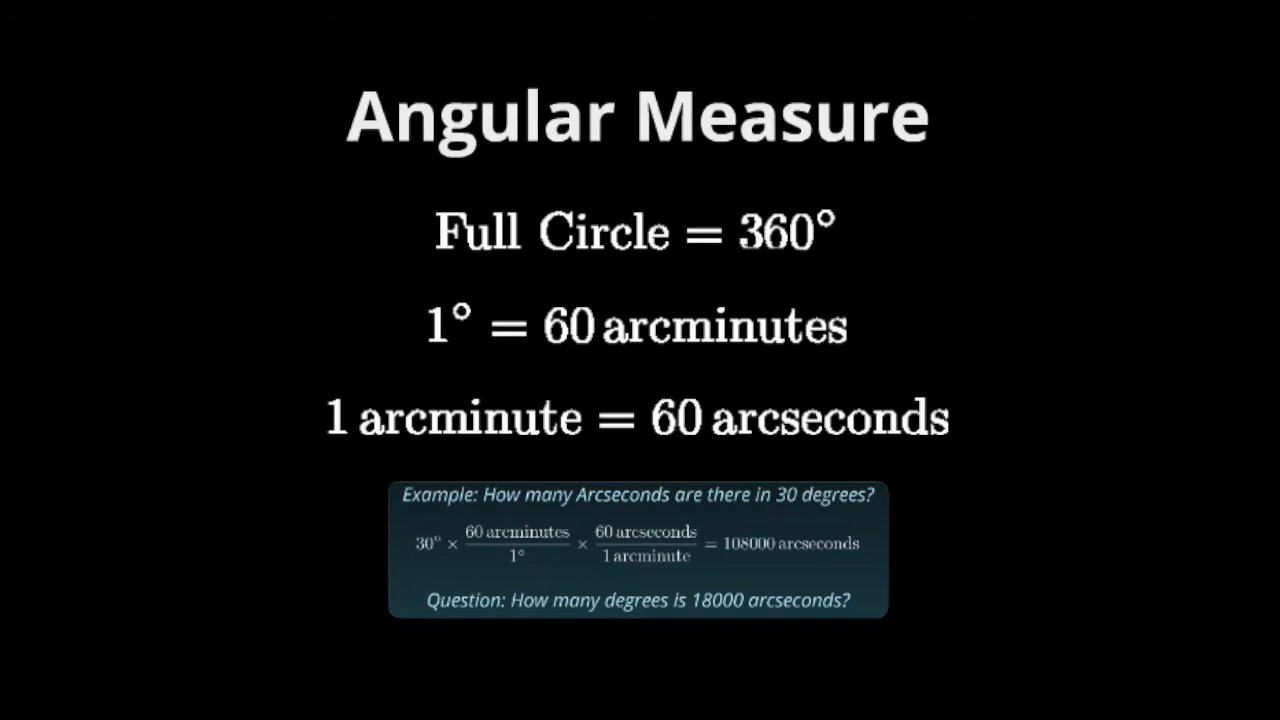 Angular Measure
Full Circle = 360°
1° = 60 arcminutes
1 arcminute = 60 arcseconds
Example: How many Arcseconds are there in 30 degrees?
30° × 60 arcminutes/1° × 60 arcseconds/1 arcminute = 108000 arcseconds
Question: How many degrees is 18000 arcseconds?